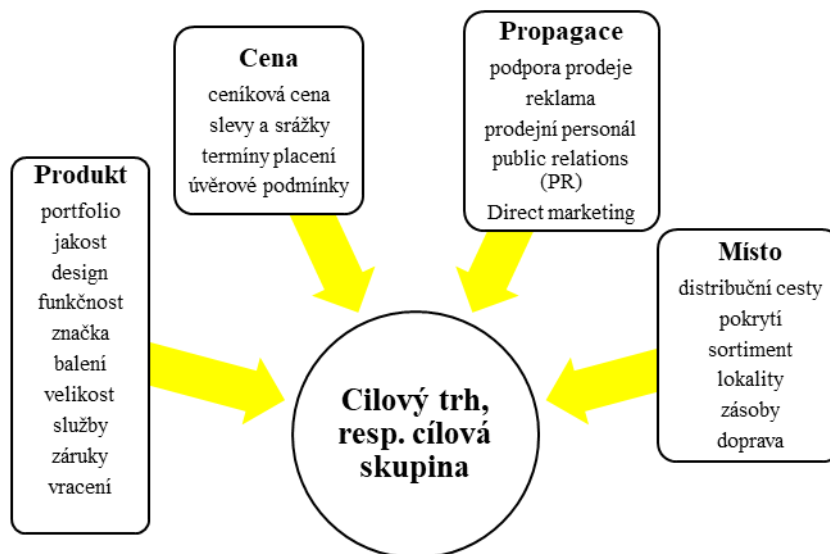 Produkt
portfolio
jakost
design
funkčnost
značka
balení
velikost
služby
záruky
vracení
Cena
ceníková cena
slevy a srážky
termíny placení
úvěrové podmínky
Propagace
podpora prodeje
reklama
prodejní personál
public relations
(PR)
Direct marketing
Místo
distribuční cesty
pokrytí
sortiment
lokality
zásoby
doprava
Cilový trh,
resp. cílová
skupina